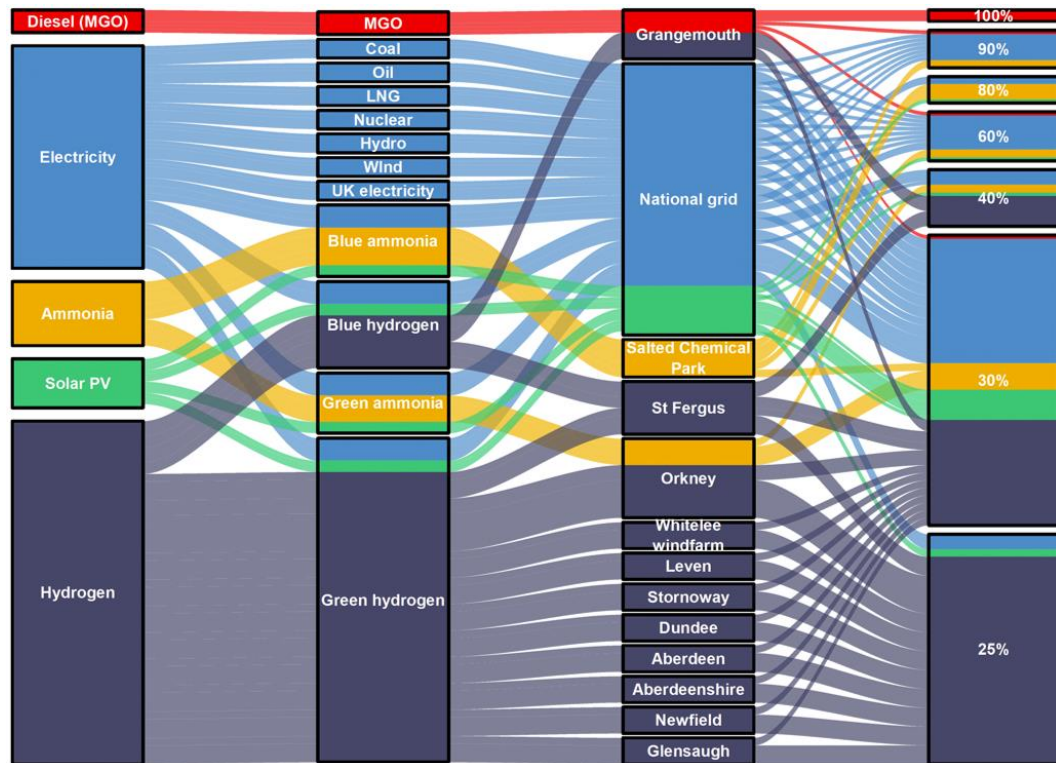 Diesel (MGO)
Electricity
Ammonia
Solar PV
Hydrogen
MGO
Coal
Oil
LNG
Nuclear
Hydro
WInd
UK electricity
Blue ammonia
Blue hydrogen
Green ammonia
Green hydrogen
Grangemouth
National grid
Salted Chemical
Park
St Fergus
Orkney
Whitelee
windfarm
Leven
Stornoway
Dundee
Aberdeen
Aberdeenshire
Newfield
Glensaugh
100%
90%
80%
60%
40%
30%
25%